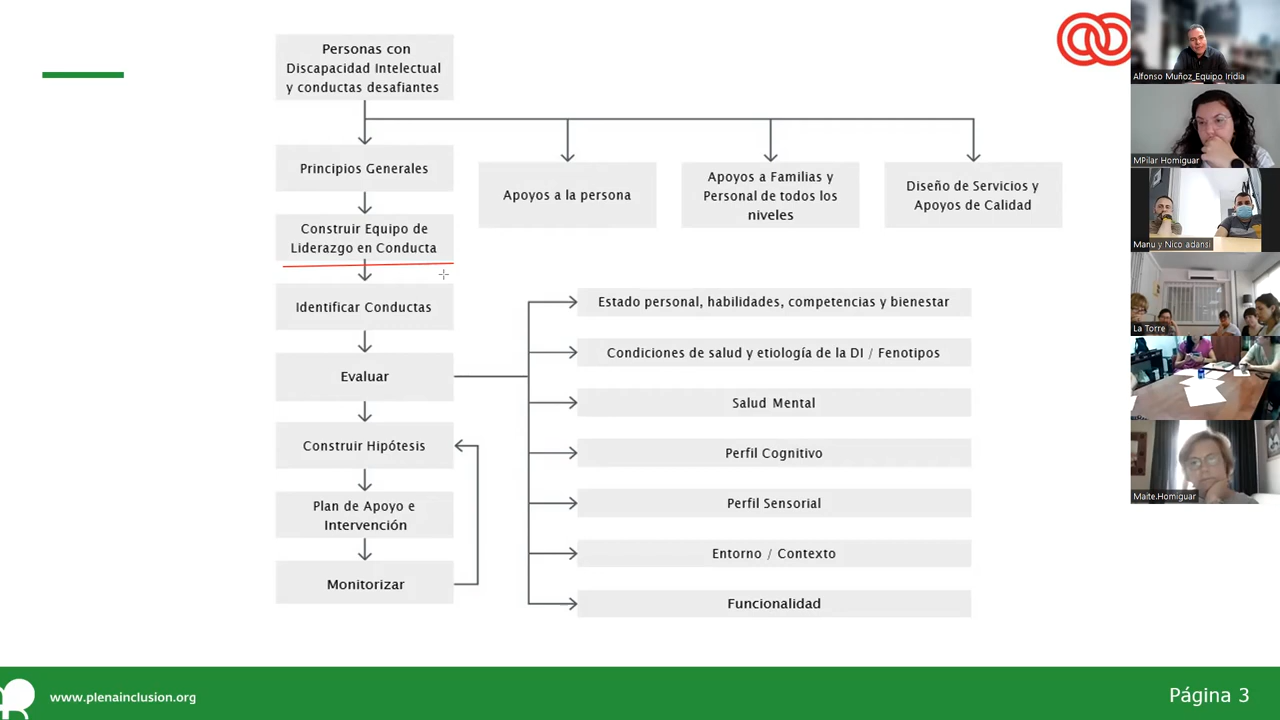 Personas con
Discapacidad Intelectual
y conductas desafiantes
Principios Generales
Apoyos a la persona
Apoyos a Familias y
Personal de todos los
niveles
Diseño de Servicios y
Apoyos de Calidad
Construir Equipo de
Liderazgo en Conducta
Identificar Conductas
Evaluar
Construir Hipótesis
Plan de Apoyo e
Intervención
Monitorizar
Estado personal, habilidades, competencias y bienestar
Condiciones de salud y etiología de la DI / Fenotipos
Salud Mental
Perfil Cognitivo
Perfil Sensorial
Entorno / Contexto
Funcionalidad
Alfonso Muñoz_Equipo Iridia
MPilar Homiguar
Manu y Nico adansi
La Torre
Maite.Homiguar
www.plenainclusion.org
Página 3